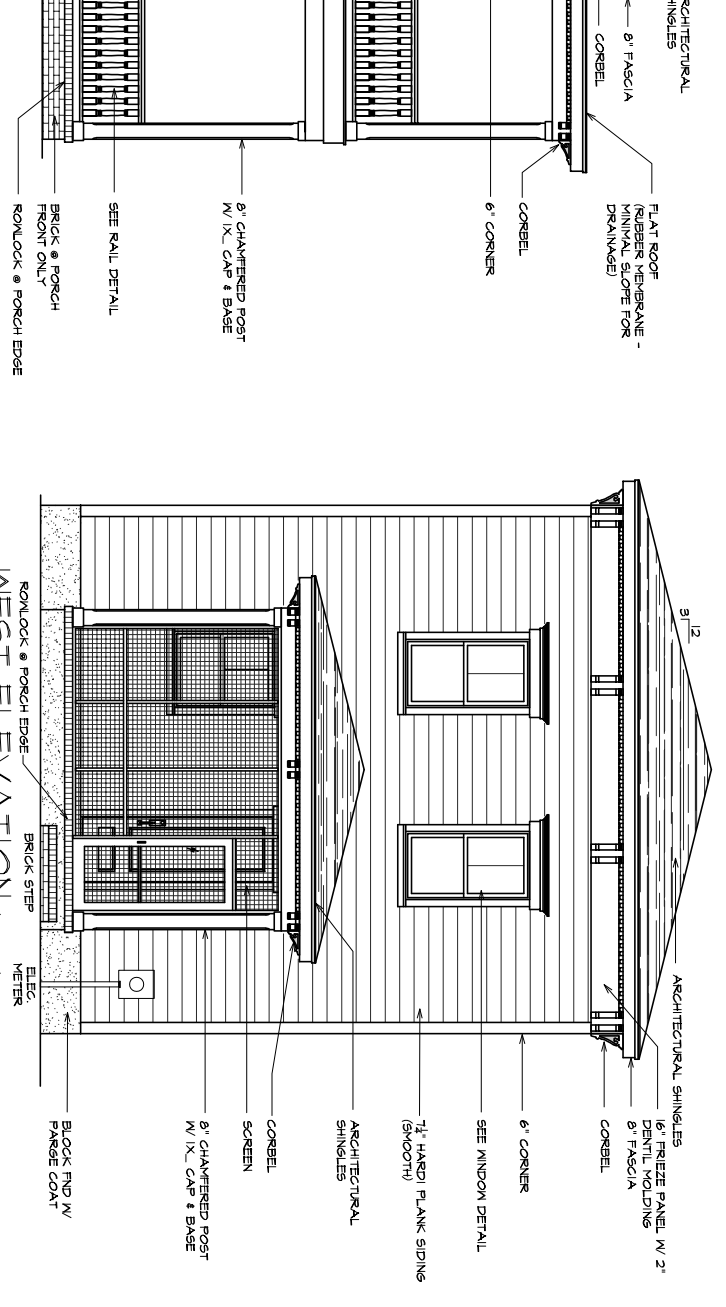 RCHITECTURAL
HINGLES
8" FASCIA
CORBEL
FLAT ROOF
(RUBBER MEMBRANE -
MINIMAL SLOPE FOR
DRAINAGE)
CORBEL
6" CORNER
8" CHAMFERED POST
W/ 1X_ CAP & BASE
SEE RAIL DETAIL
BRICK @ PORCH
FRONT ONLY
ROWLOCK @ PORCH EDGE
12
3
ARCHITECTURAL SHINGLES
16" FRIEZE PANEL W/ 2"
DENTIL MOLDING
8" FASCIA
CORBEL
6" CORNER
SEE WINDOW DETAIL
7¼" HARDI PLANK SIDING
(SMOOTH)
ARCHITECTURAL
SHINGLES
CORBEL
SCREEN
8" CHAMFERED POST
W/ 1X_ CAP & BASE
BLOCK FND W/
PARGE COAT
ROWLOCK @ PORCH EDGE
BRICK STEP
ELEC.
METER
WEST ELEVATION